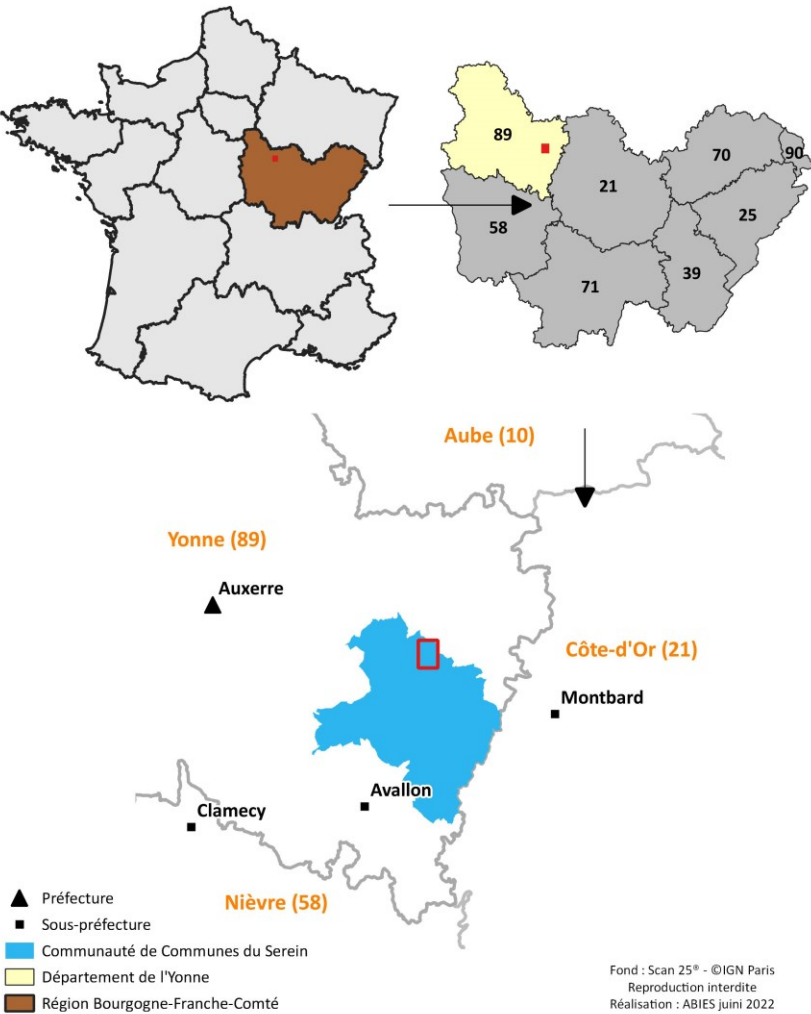 89
70
90
21
25
58
39
71
Aube (10)
Yonne (89)
Auxerre
Côte-d'Or (21)
Montbard
Avallon
Clamecy
Nièvre (58)
Préfecture
Sous-préfecture
Communauté de Communes du Serein
Département de l'Yonne
Région Bourgogne-Franche-Comté
Fond : Scan 25® - ©IGN Paris
Reproduction interdite
Réalisation : ABIES juini 2022